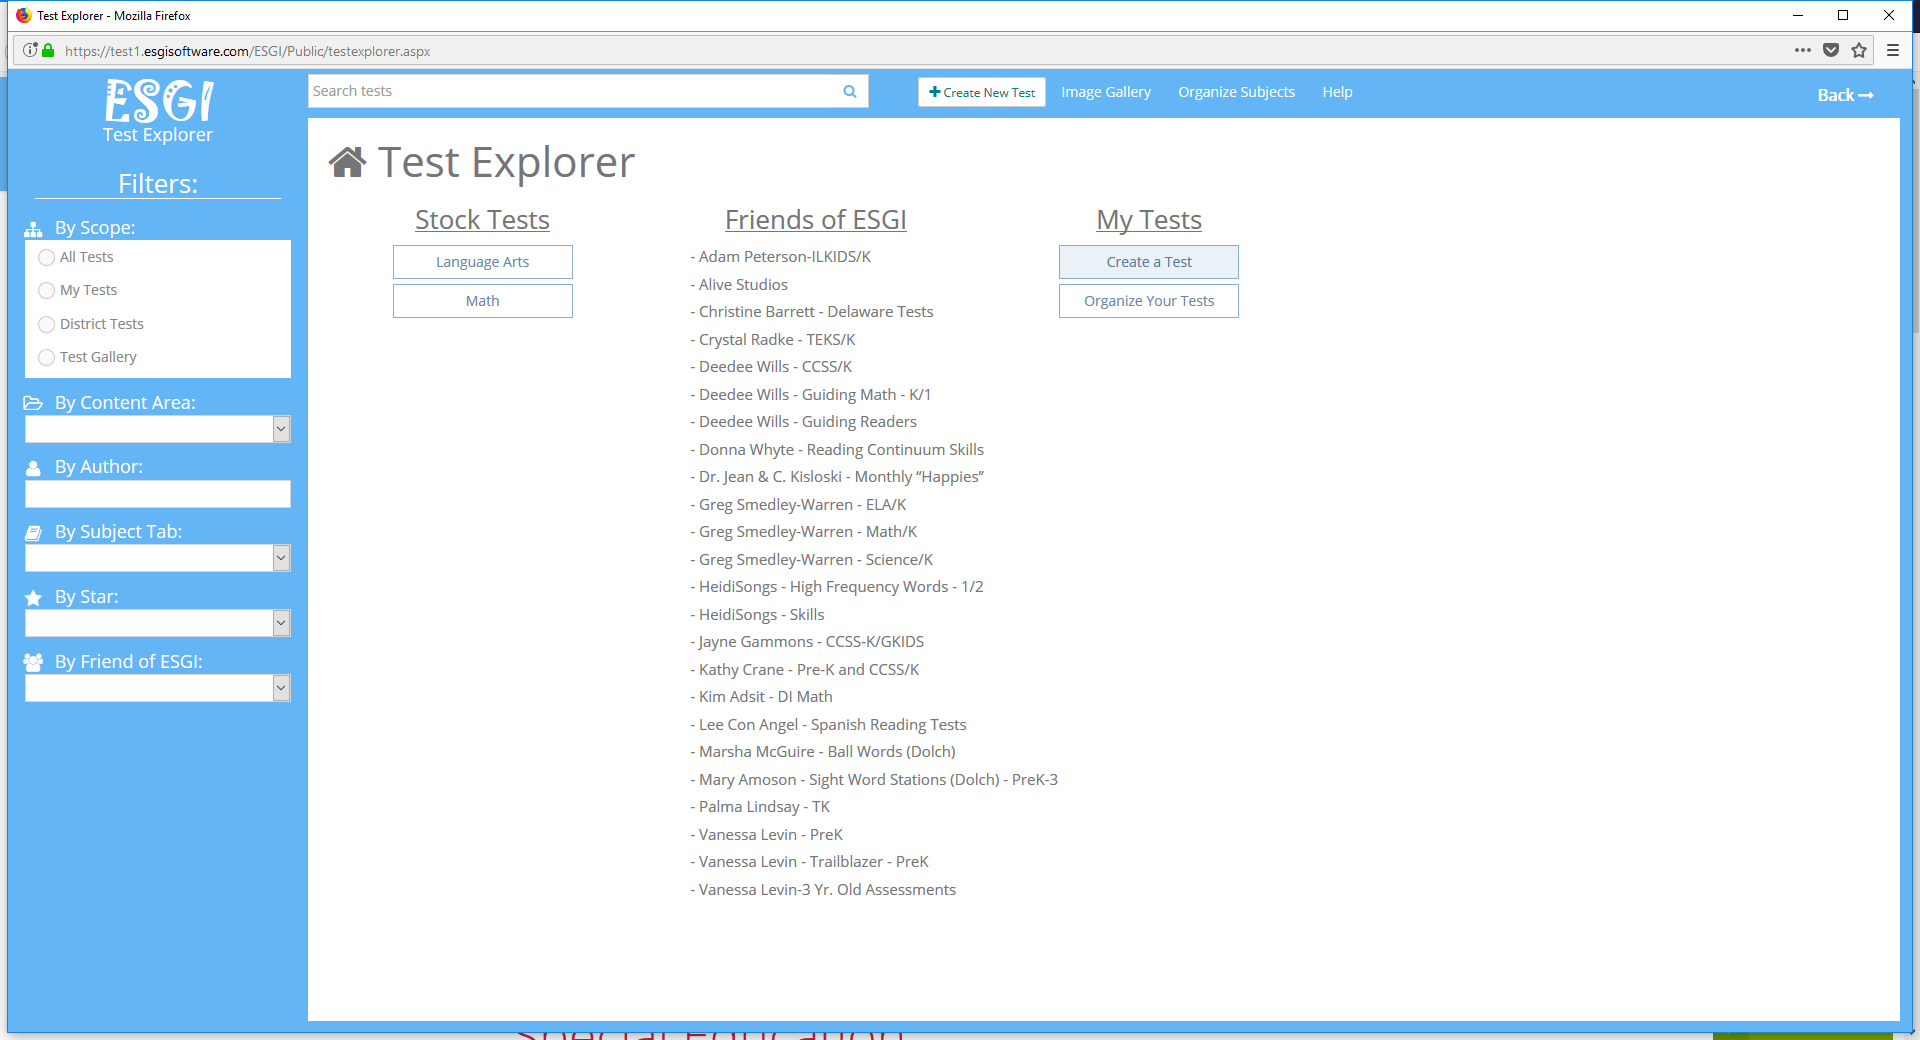 Test Explorer - Mozilla Firefox
https://test1.esgisoftware.com/ESGI/Public/testexplorer.aspx
ESGI
Test Explorer
Search tests
Create New Test
Image Gallery
Organize Subjects
Help
Back
Filters:
By Scope:
All Tests
My Tests
District Tests
Test Gallery
By Content Area:
By Author:
By Subject Tab:
By Star:
By Friend of ESGI:
Test Explorer
Stock Tests
Language Arts
Math
Friends of ESGI
- Adam Peterson-ILKIDS/K
- Alive Studios
- Christine Barrett - Delaware Tests
- Crystal Radke - TEKS/K
- Deedee Wills - CCSS/K
- Deedee Wills - Guiding Math - K/1
- Deedee Wills - Guiding Readers
- Donna Whyte - Reading Continuum Skills
- Dr. Jean & C. Kisloski - Monthly “Happies”
- Greg Smedley-Warren - ELA/K
- Greg Smedley-Warren - Math/K
- Greg Smedley-Warren - Science/K
- HeidiSongs - High Frequency Words - 1/2
- HeidiSongs - Skills
- Jayne Gammons - CCSS-K/GKIDS
- Kathy Crane - Pre-K and CCSS/K
- Kim Adsit - DI Math
- Lee Con Angel - Spanish Reading Tests
- Marsha McGuire - Ball Words (Dolch)
- Mary Amoson - Sight Word Stations (Dolch) - PreK-3
- Palma Lindsay - TK
- Vanessa Levin - PreK
- Vanessa Levin - Trailblazer - PreK
- Vanessa Levin-3 Yr. Old Assessments
My Tests
Create a Test
Organize Your Tests
Special Education